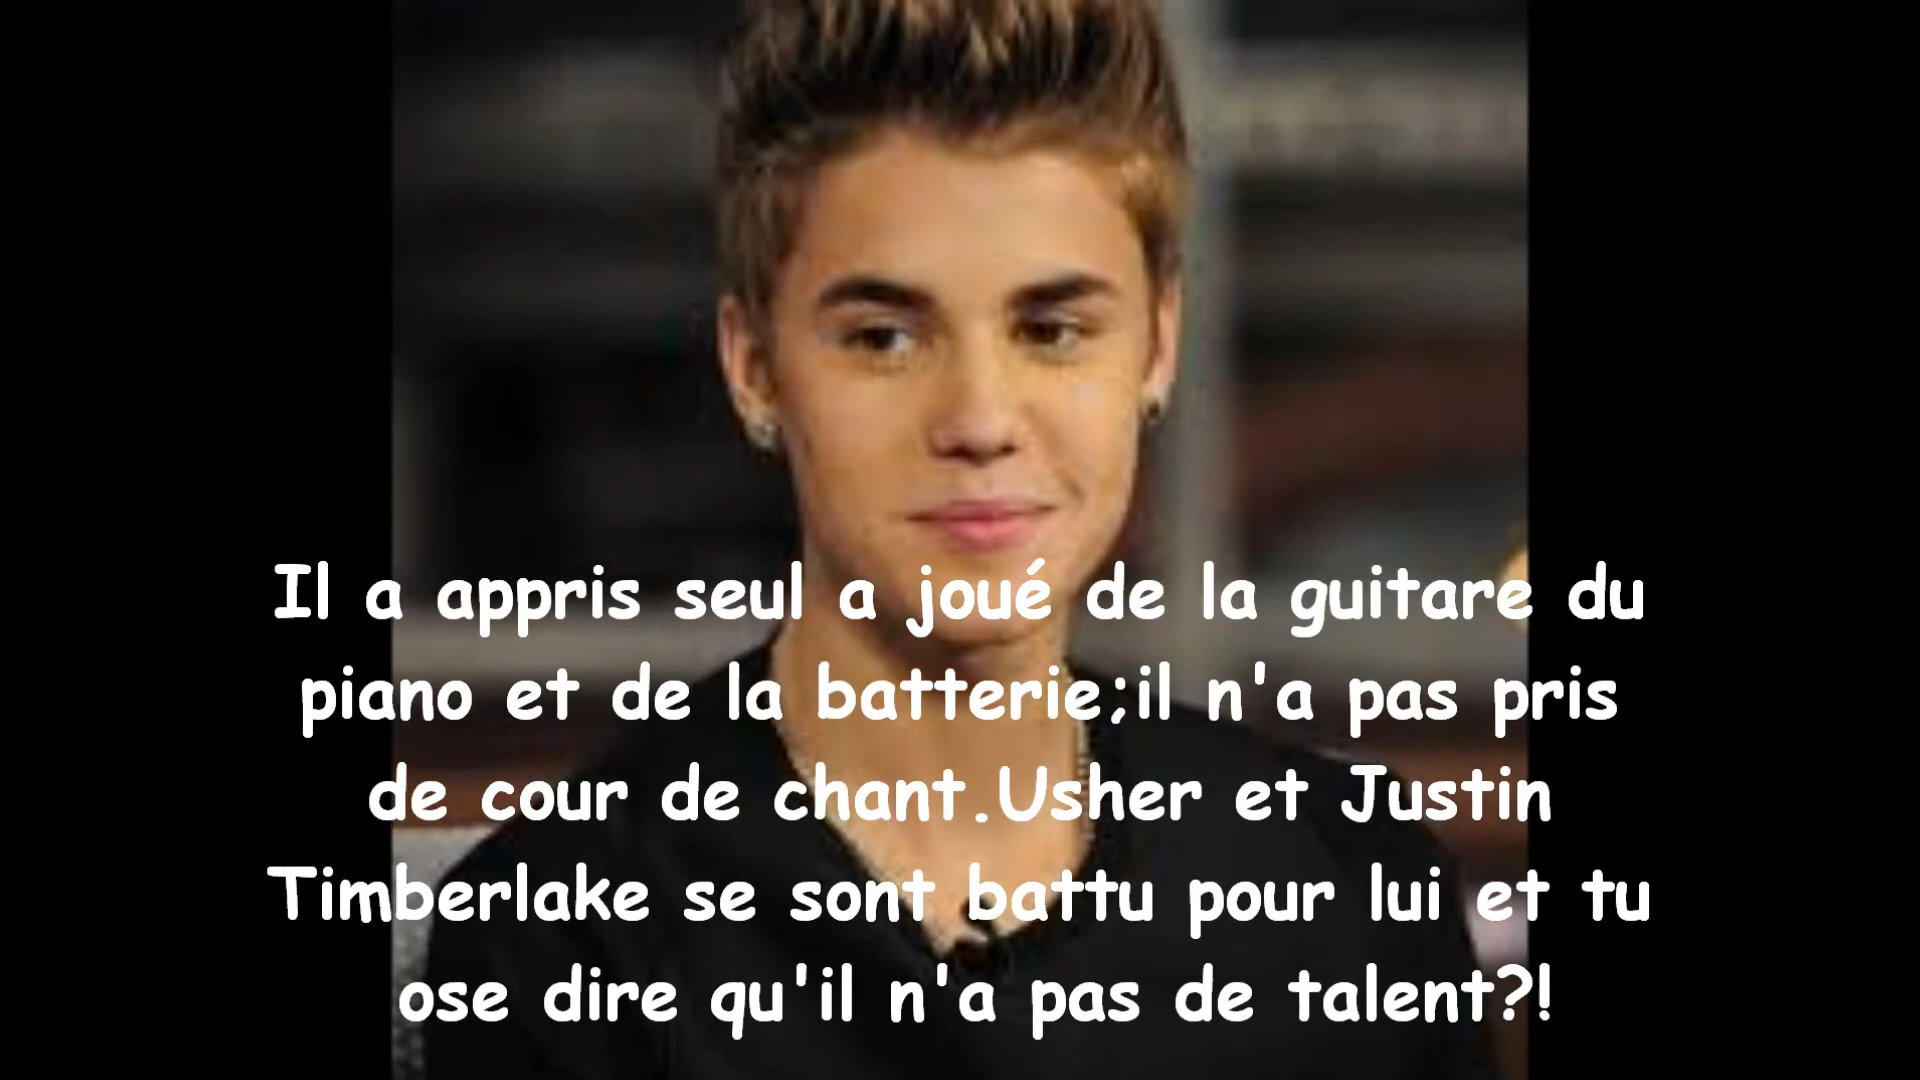 Il a appris seul a joué de la guitare du
piano et de la batterie;il n'a pas pris
de cour de chant.Usher et Justin
Timberlake se sont battu pour lui et tu
ose dire qu'il n'a pas de talent?!